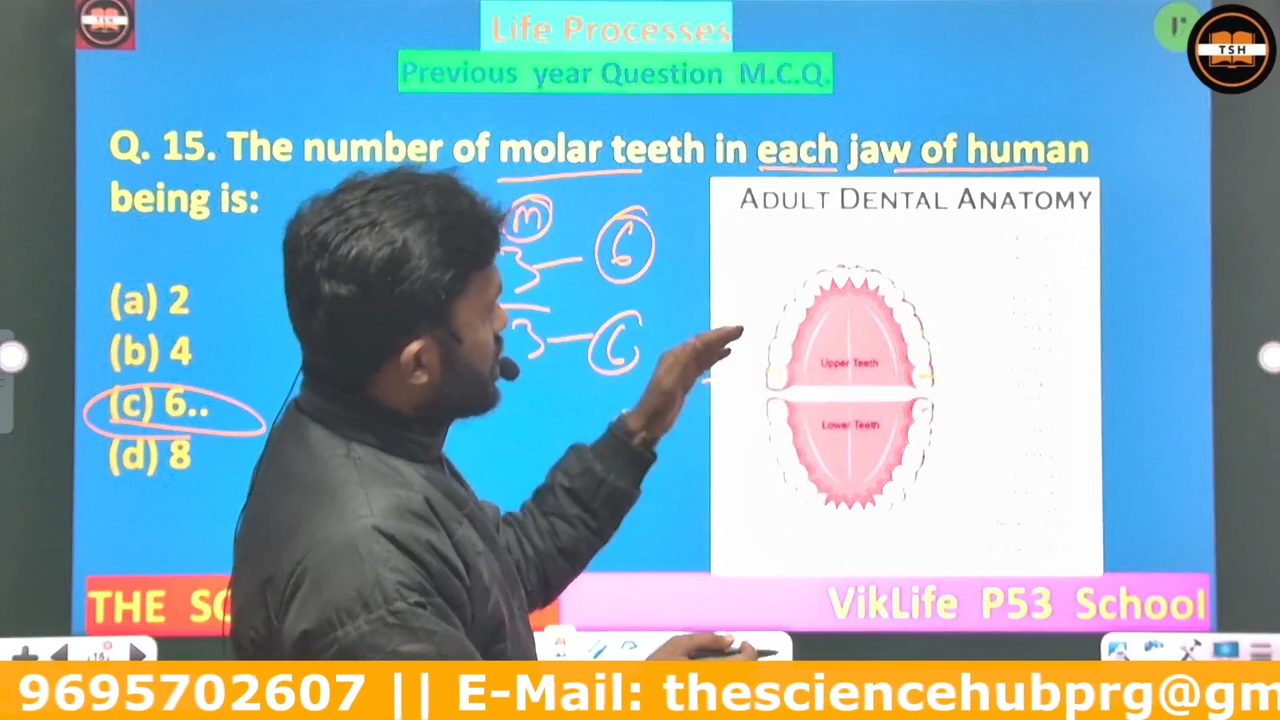 TSH
TSH
Life Processes
Previous year Question M.C.Q.
Q. 15. The number of molar teeth in each jaw of human
being is:
(a) 2
(b) 4
(c) 6..
(d) 8
m
3 — 6
3 — 6
ADULT DENTAL ANATOMY
Upper Teeth
Lower Teeth
THE
VikLife P53 School
16
9695702607 || E-Mail: thesciencehubprg@gm